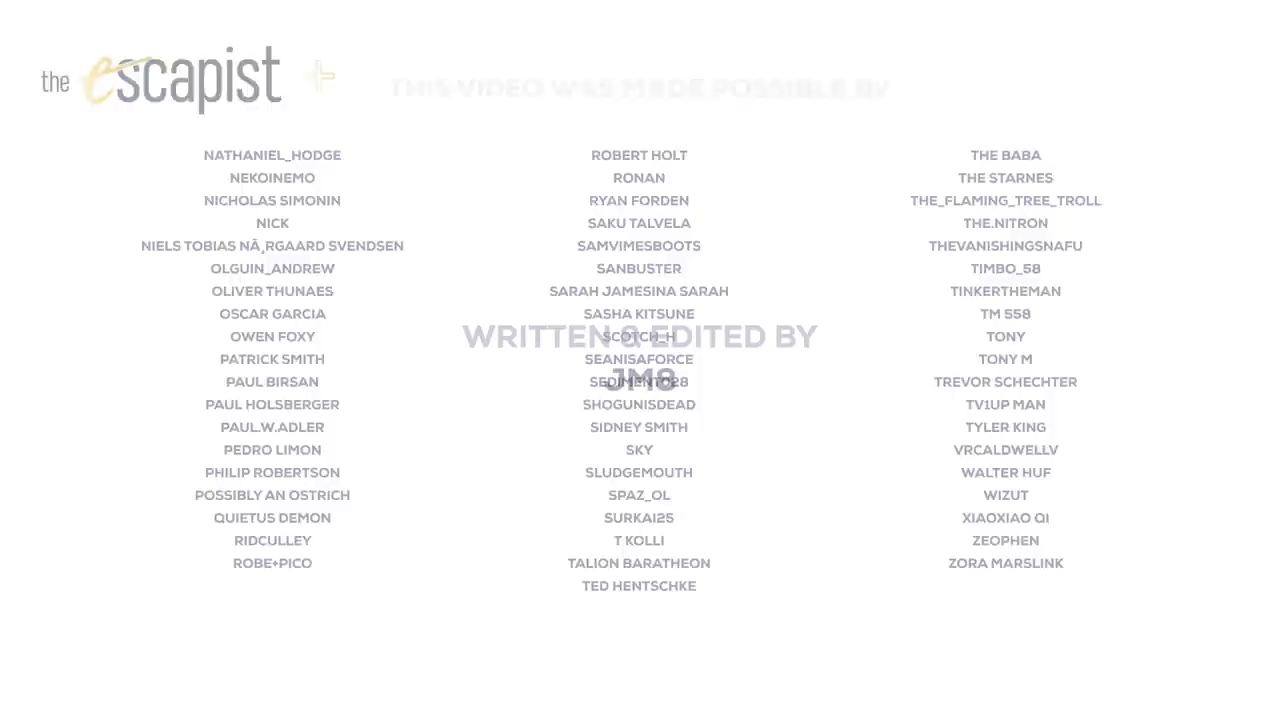 the escapist +
THIS VIDEO WAS MADE POSSIBLE BY
NATHANIEL_HODGE
NEKOINEMO
NICHOLAS SIMONIN
NICK
NIELS TOBIAS NÃ¸RGAARD SVENDSEN
OLGUIN_ANDREW
OLIVER THUNAES
OSCAR GARCIA
OWEN FOXY
PATRICK SMITH
PAUL BIRSAN
PAUL HOLSBERGER
PAUL.W.ADLER
PEDRO LIMON
PHILIP ROBERTSON
POSSIBLY AN OSTRICH
QUIETUS DEMON
RIDCULLEY
ROBE+PICO
ROBERT HOLT
RONAN
RYAN FORDEN
SAKU TALVELA
SAMVIMESBOOTS
SANBUSTER
SARAH JAMESINA SARAH
SASHA KITSUNE
SCOTCH_H
SEANISAFORCE
SEDIMENT028
SHOGUNISDEAD
SIDNEY SMITH
SKY
SLUDGEMOUTH
SPAZ_OL
SURKAI25
T KOLLI
TALION BARATHEON
TED HENTSCHKE
THE BABA
THE STARNES
THE_FLAMING_TREE_TROLL
THE.NITRON
THEVANISHINGSNAFU
TIMBO_58
TINKERTHEMAN
TM 558
TONY
TONY M
TREVOR SCHECHTER
TV1UP MAN
TYLER KING
VRCALDWELLV
WALTER HUF
WIZUT
XIAOXIAO QI
ZEOPHEN
ZORA MARSLINK
WRITTEN & EDITED BY
JM8